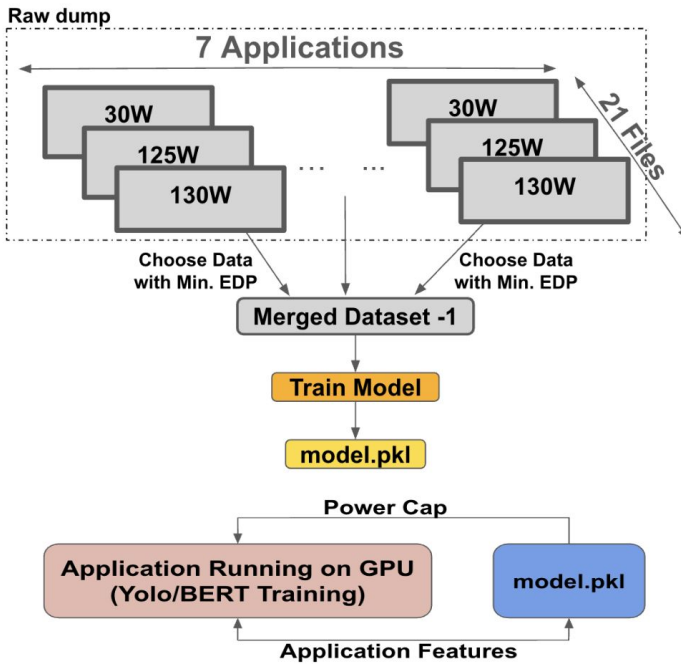 Raw dump
7 Applications
30W
125W
130W
... ...
30W
125W
130W
21 Files
Choose Data
with Min. EDP
Choose Data
with Min. EDP
Merged Dataset -1
Train Model
model.pkl
Power Cap
Application Running on GPU
(Yolo/BERT Training)
model.pkl
Application Features